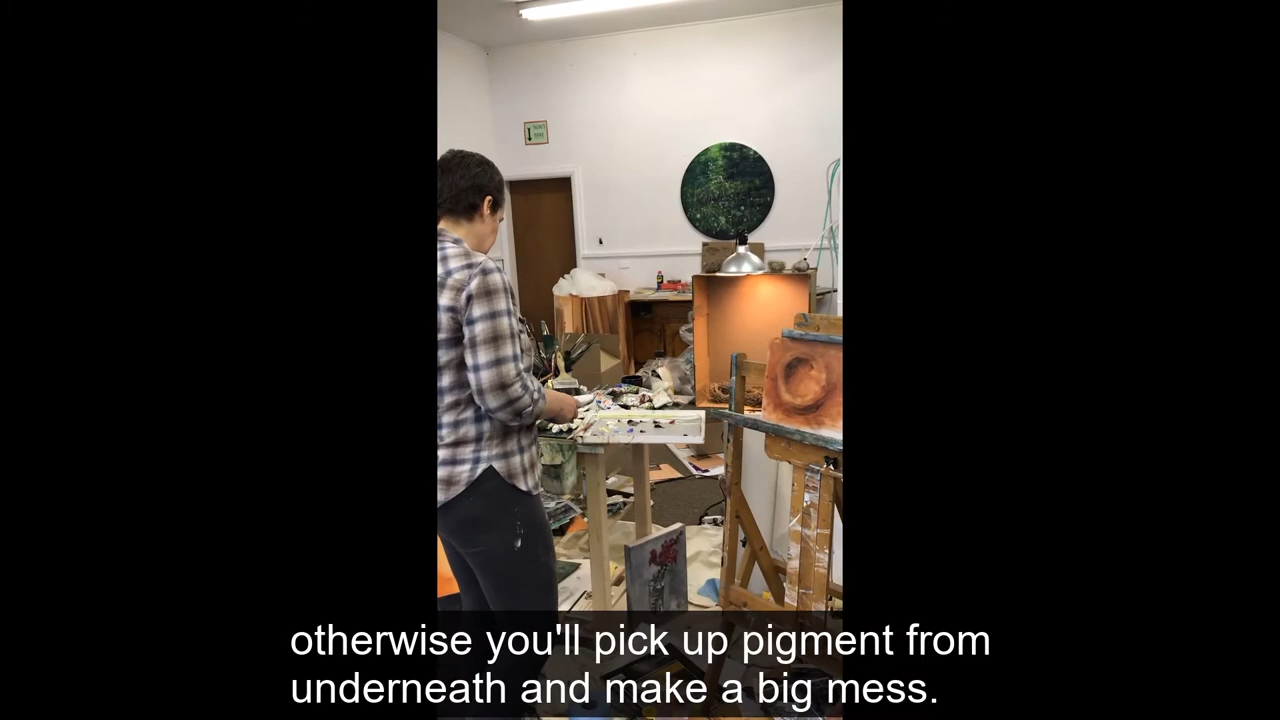 otherwise you'll pick up pigment from
underneath and make a big mess.